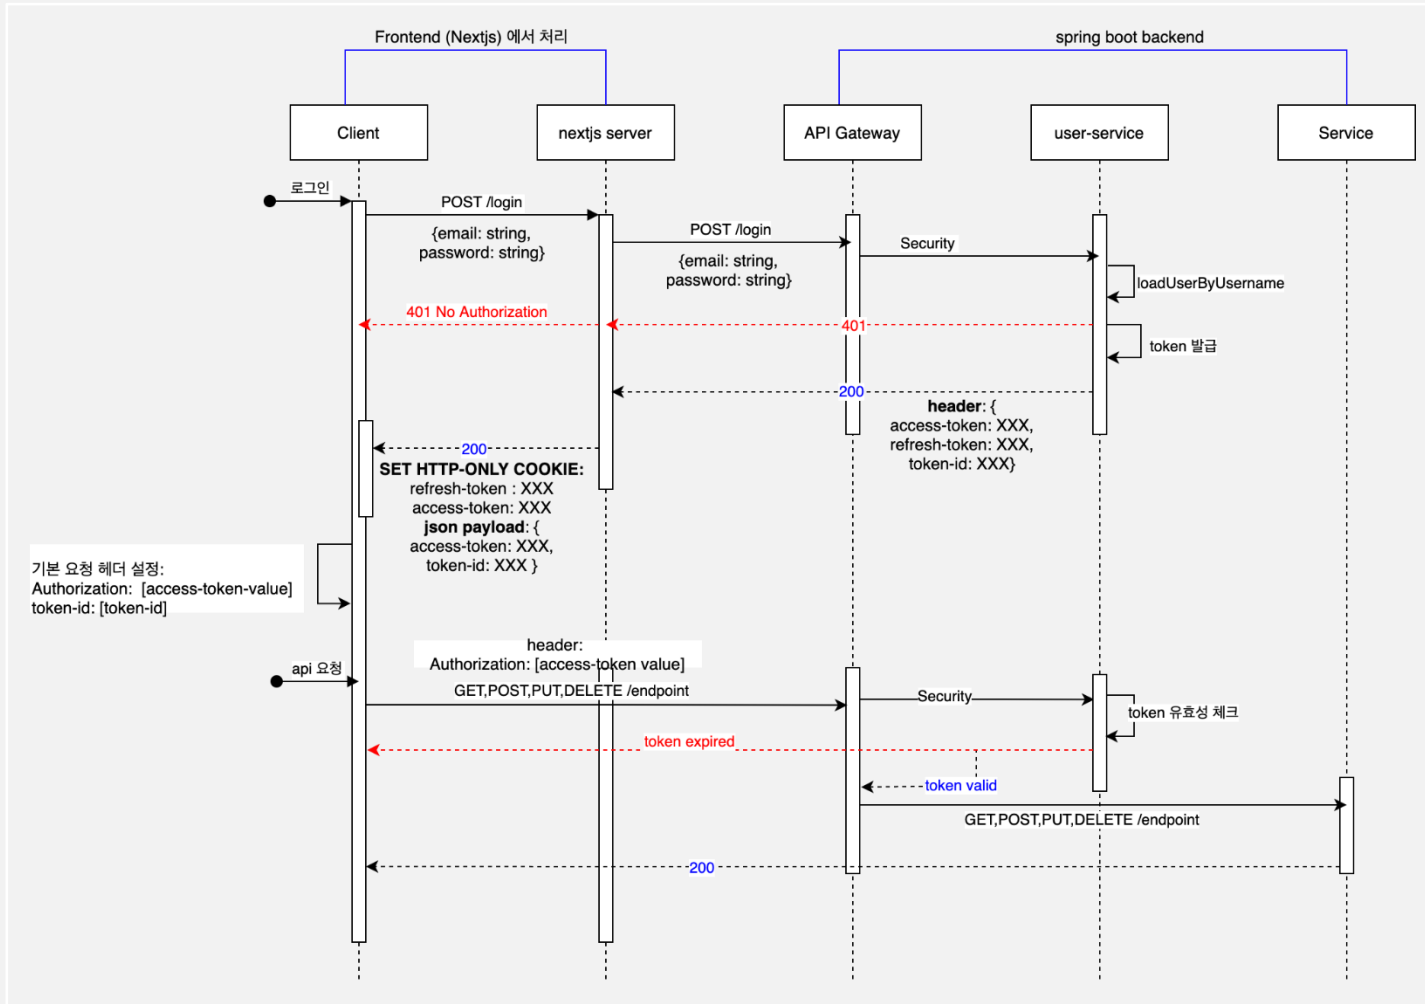 Frontend (Nextjs) 에서 처리
spring boot backend
Client
nextjs server
API Gateway
user-service
Service
로그인
POST /login
{email: string,
password: string}
POST /login
{email: string,
password: string}
Security
loadUserByUsername
401 No Authorization
401
token 발급
200
header: {
access-token: XXX,
refresh-token: XXX,
token-id: XXX}
200
SET HTTP-ONLY COOKIE:
refresh-token : XXX
access-token: XXX
json payload: {
access-token: XXX,
token-id: XXX }
기본 요청 헤더 설정:
Authorization:  [access-token-value]
token-id: [token-id]
header:
Authorization: [access-token value]
api 요청
GET,POST,PUT,DELETE /endpoint
Security
token 유효성 체크
token expired
token valid
GET,POST,PUT,DELETE /endpoint
200